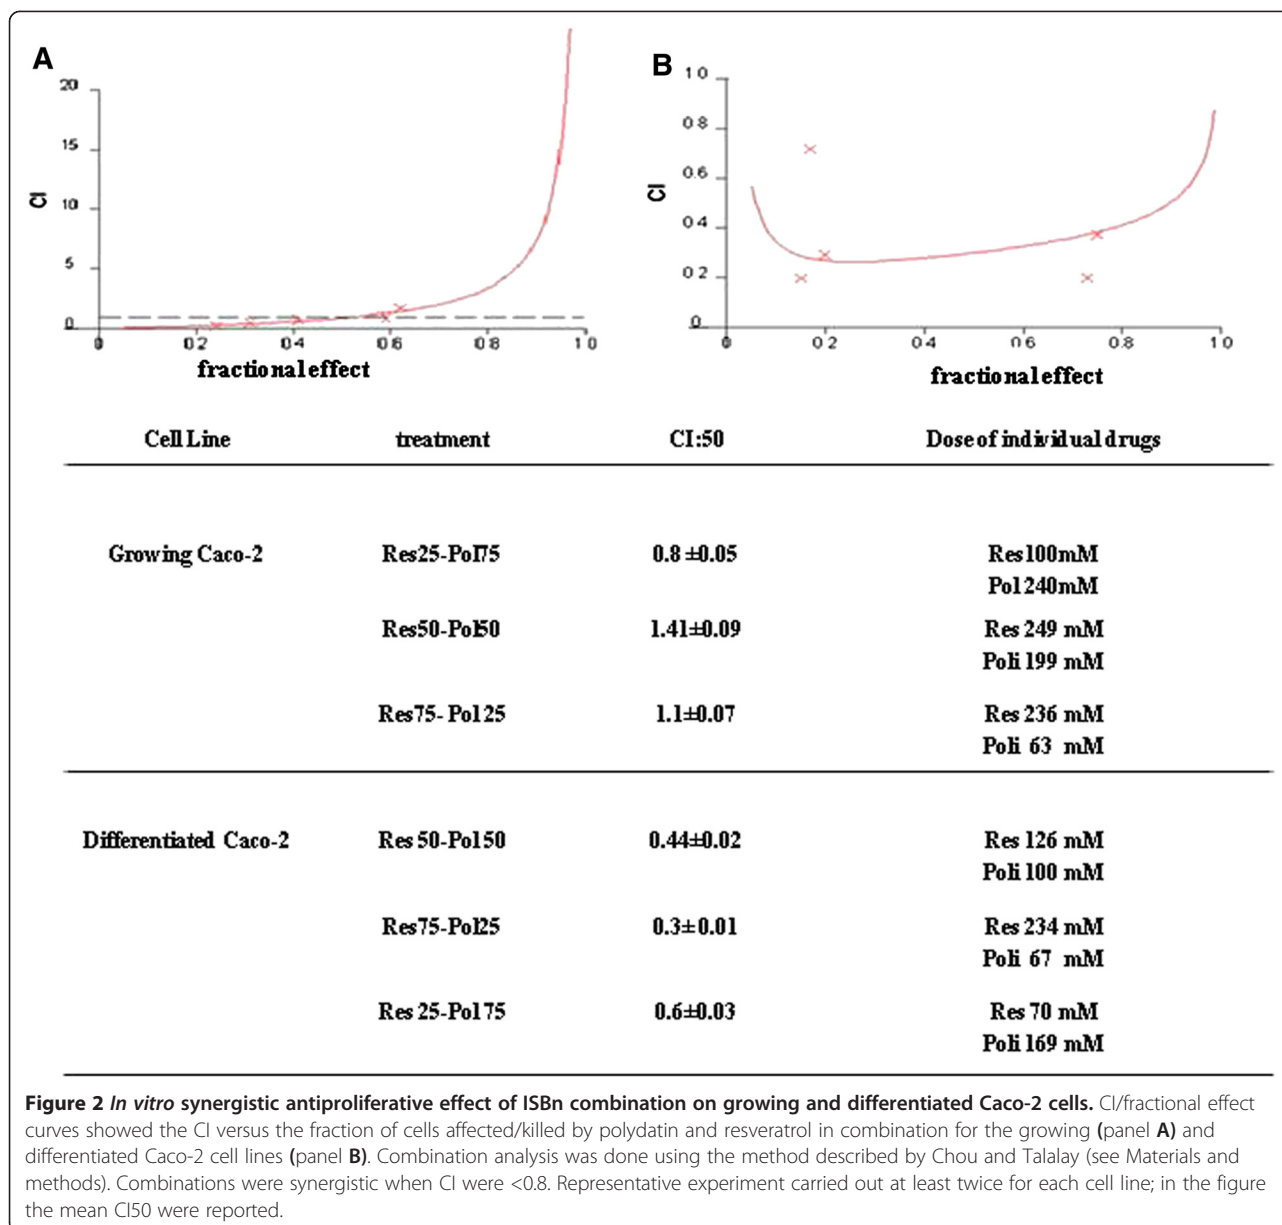 A
20
15
10
5
0
CI
0 0.2 0.4 0.6 0.8 1.0
fractional effect
B
1.0
0.8
0.6
0.4
0.2
0
CI
0 0.2 0.4 0.6 0.8 1.0
fractional effect
Cell Line treatment CI:50 Dose of individual drugs
Growing Caco-2 Res25-Pol75 0.8 ±0.05 Res100mM
Pol 240mM
Res50-Pol50 1.41±0.09 Res 249 mM
Poli 199 mM
Res75- Pol 25 1.1±0.07 Res 236 mM
Poli 63 mM
Differentiated Caco-2 Res 50-Pol 50 0.44±0.02 Res 126 mM
Poli 100 mM
Res75-Pol25 0.3±0.01 Res 234 mM
Poli 67 mM
Res 25-Pol 75 0.6±0.03 Res 70 mM
Poli 169 mM
Figure 2 In vitro synergistic antiproliferative effect of ISBn combination on growing and differentiated Caco-2 cells. CI/fractional effect
curves showed the CI versus the fraction of cells affected/killed by polydatin and resveratrol in combination for the growing (panel A) and
differentiated Caco-2 cell lines (panel B). Combination analysis was done using the method described by Chou and Talalay (see Materials and
methods). Combinations were synergistic when CI were <0.8. Representative experiment carried out at least twice for each cell line; in the figure
the mean CI50 were reported.